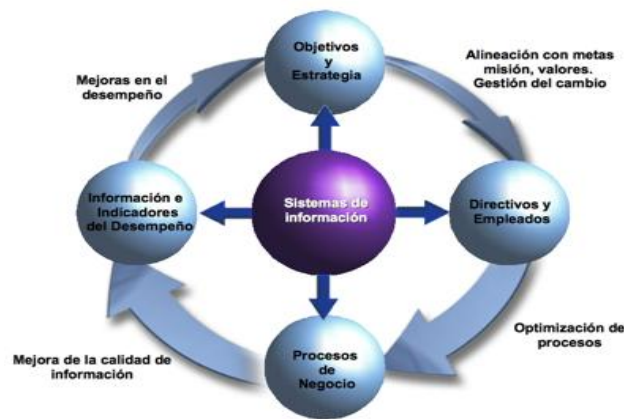 Objetivos
y
Estrategia
Alineación con metas
misión, valores.
Gestión del cambio
Mejoras en el
desempeño
Sistemas de
información
Información e
Indicadores
del Desempeño
Directivos y
Empleados
Optimización de
procesos
Procesos
de
Negocio
Mejora de la calidad de
información